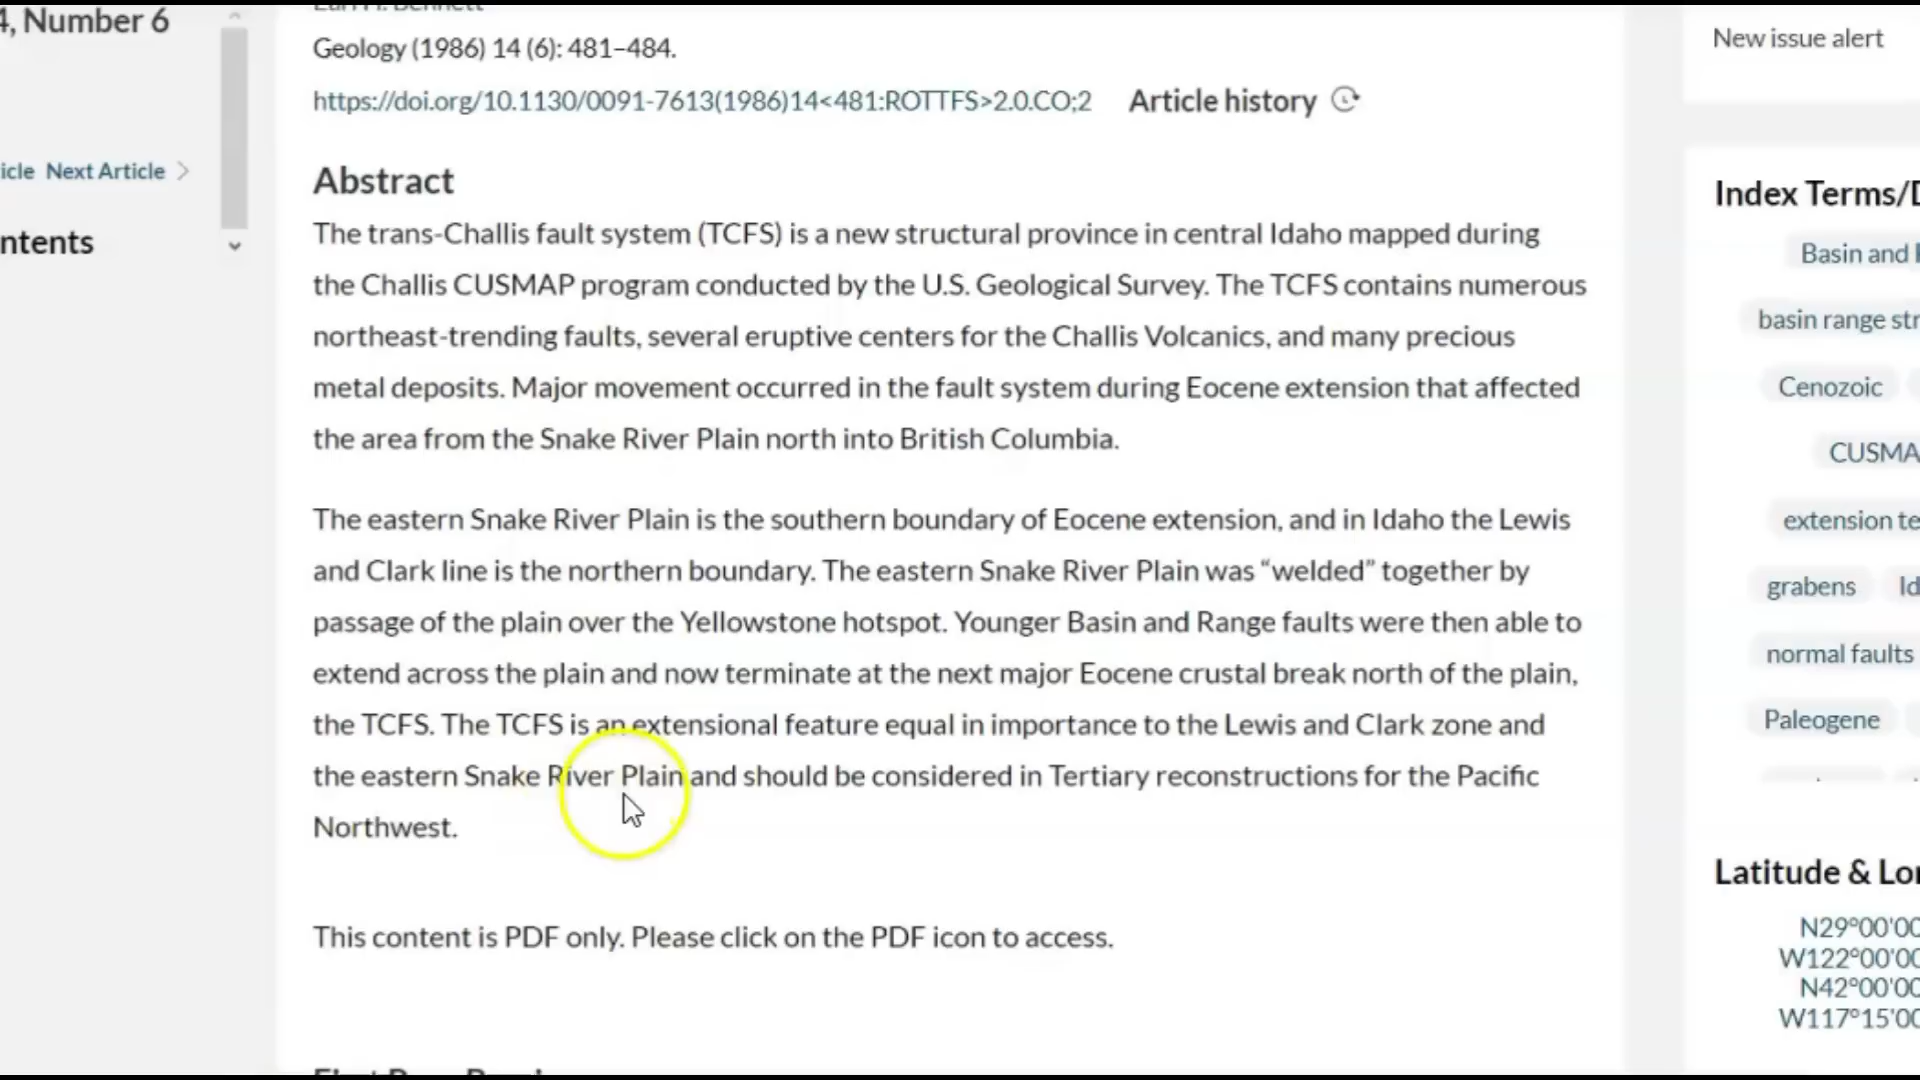 4, Number 6
Next Article
Geology (1986) 14 (6): 481–484.
https://doi.org/10.1130/0091-7613(1986)14<481:ROTTFS>2.0.CO;2 Article history
Abstract
The trans-Challis fault system (TCFS) is a new structural province in central Idaho mapped during
the Challis CUSMAP program conducted by the U.S. Geological Survey. The TCFS contains numerous
northeast-trending faults, several eruptive centers for the Challis Volcanics, and many precious
metal deposits. Major movement occurred in the fault system during Eocene extension that affected
the area from the Snake River Plain north into British Columbia.
The eastern Snake River Plain is the southern boundary of Eocene extension, and in Idaho the Lewis
and Clark line is the northern boundary. The eastern Snake River Plain was “welded” together by
passage of the plain over the Yellowstone hotspot. Younger Basin and Range faults were then able to
extend across the plain and now terminate at the next major Eocene crustal break north of the plain,
the TCFS. The TCFS is an extensional feature equal in importance to the Lewis and Clark zone and
the eastern Snake River Plain and should be considered in Tertiary reconstructions for the Pacific
Northwest.
This content is PDF only. Please click on the PDF icon to access.
New issue alert
Index Terms/
Basin and
basin range
Cenozoic
CUSMA
extension
grabens
normal faults
Paleogene
Latitude &
N29°00'00
W122°00'00
N42°00'00
W117°15'00